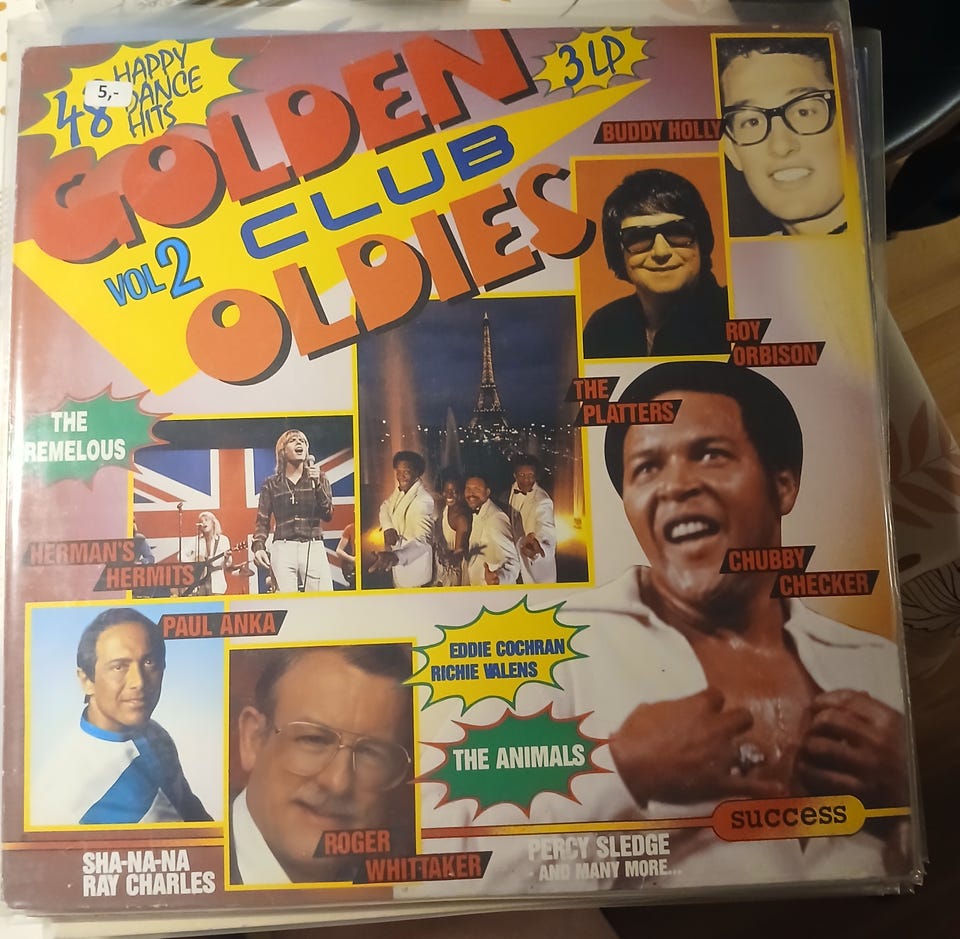 48 HAPPY
DANCE
HITS
5,-
GOLDEN
3 LP
CLUB
VOL 2
OLDIES
BUDDY HOLLY
ROY
ORBISON
THE
PLATTERS
THE
REMELOUS
HERMAN'S
HERMITS
CHUBBY
CHECKER
PAUL ANKA
EDDIE COCHRAN
RICHIE VALENS
THE ANIMALS
success
ROGER
WHITTAKER
SHA-NA-NA
RAY CHARLES
PERCY SLEDGE
- AND MANY MORE...